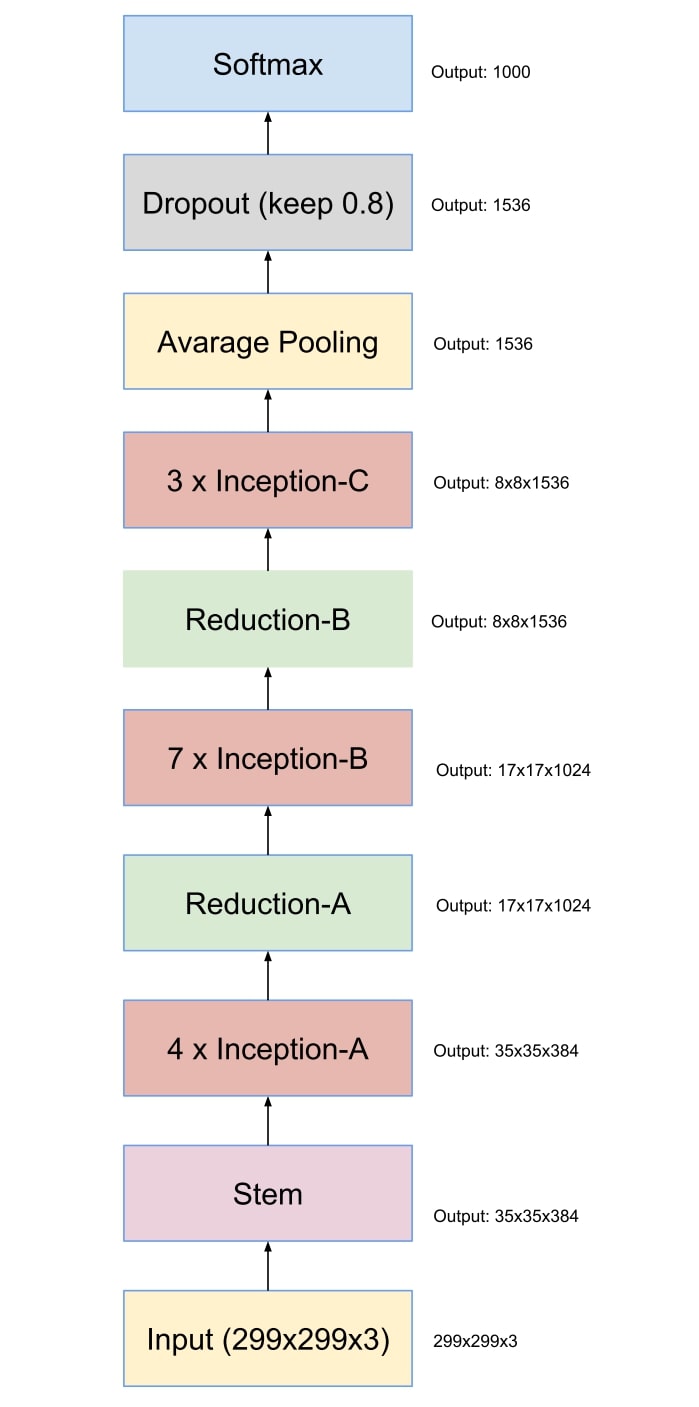 Softmax
Output: 1000
Dropout (keep 0.8)
Output: 1536
Avarage Pooling
Output: 1536
3 x Inception-C
Output: 8x8x1536
Reduction-B
Output: 8x8x1536
7 x Inception-B
Output: 17x17x1024
Reduction-A
Output: 17x17x1024
4 x Inception-A
Output: 35x35x384
Stem
Output: 35x35x384
Input (299x299x3)
299x299x3